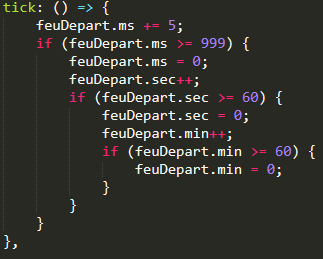 tick: () => {
    feuDepart.ms += 5;
    if (feuDepart.ms >= 999) {
        feuDepart.ms = 0;
        feuDepart.sec++;
        if (feuDepart.sec >= 60) {
            feuDepart.sec = 0;
            feuDepart.min++;
            if (feuDepart.min >= 60) {
                feuDepart.min = 0;
            }
        }
    }
},